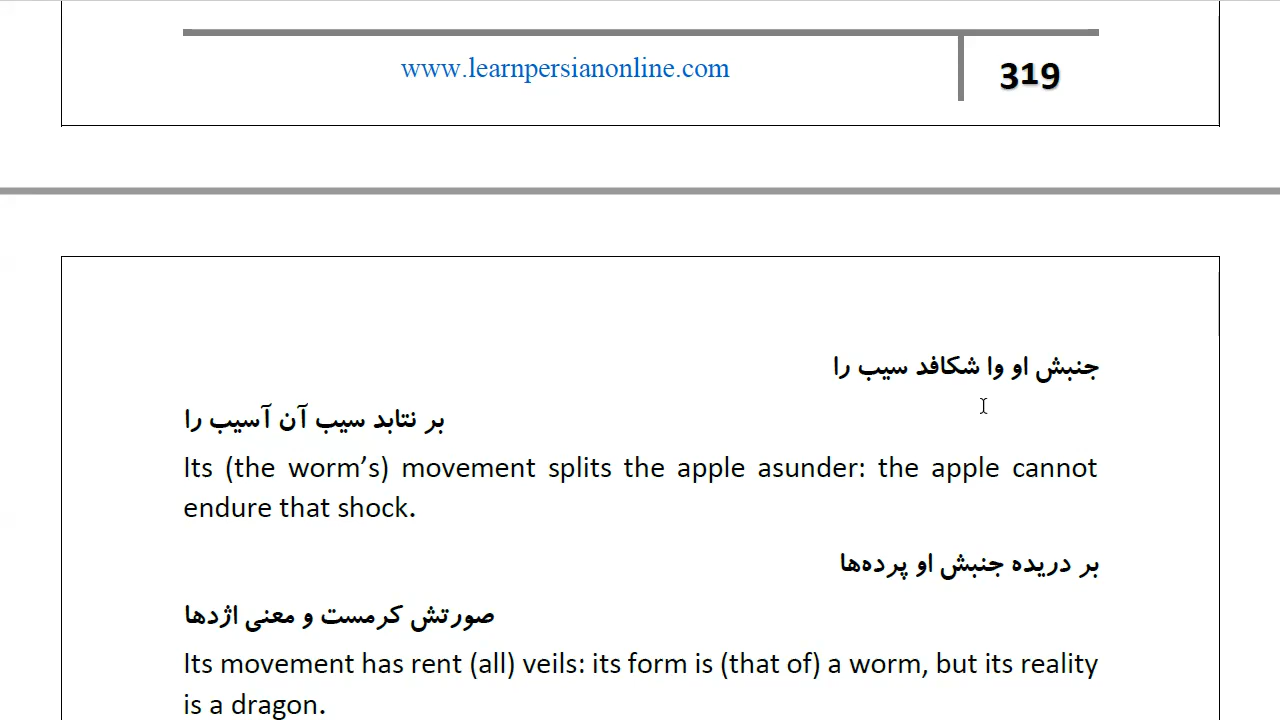 www.learnpersianonline.com
319
جنبش او وا شکافد سیب را
بر نتابد سیب آن آسیب را
Its (the worm’s) movement splits the apple asunder: the apple cannot
endure that shock.
بر دریده جنبش او پرده‌ها
صورتش کرمست و معنی اژدها
Its movement has rent (all) veils: its form is (that of) a worm, but its reality
is a dragon.